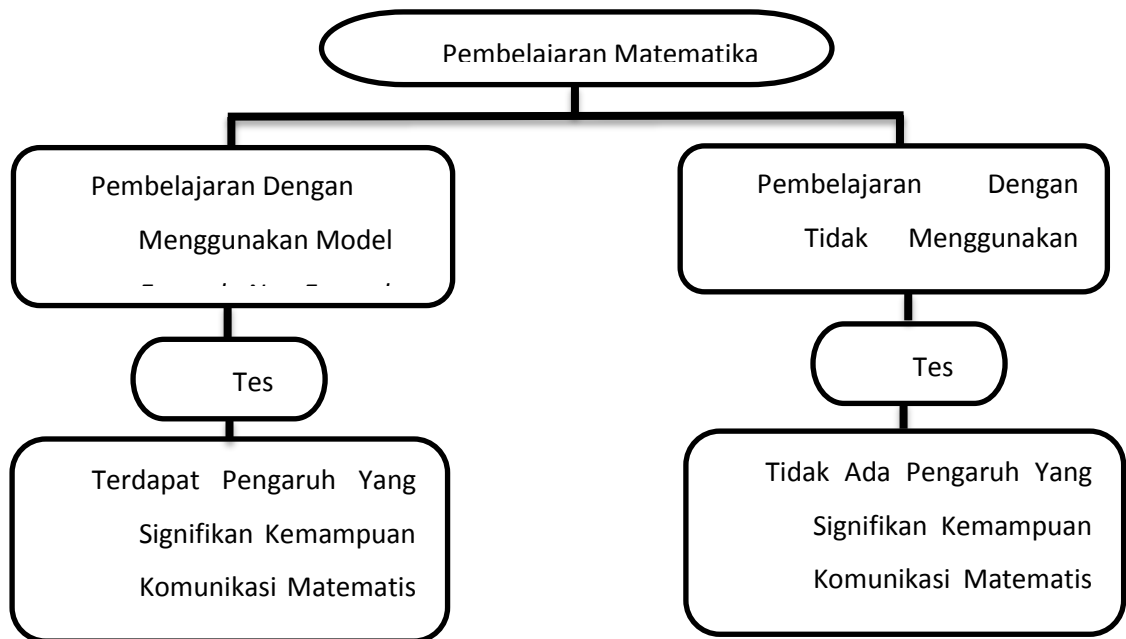 Pembelajaran Matematika
Pembelajaran Dengan
Menggunakan Model
Pembelajaran Dengan
Tidak Menggunakan
Tes
Tes
Terdapat Pengaruh Yang
Signifikan Kemampuan
Komunikasi Matematis
Tidak Ada Pengaruh Yang
Signifikan Kemampuan
Komunikasi Matematis